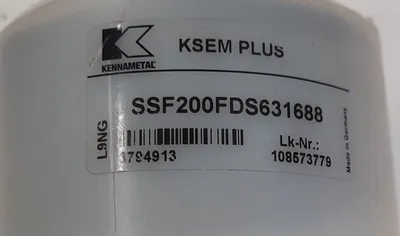 KSEM PLUS
KENNAMETAL
SSF200FDS631688
L9NG
3794913
Lk-Nr.:
108573779
Made in Germany